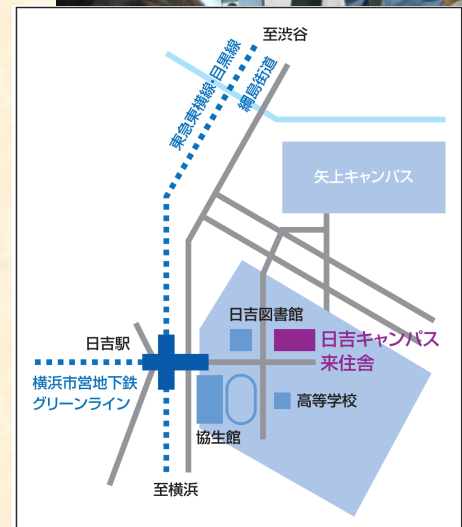 至渋谷
東急東横線・目黒線
綱島街道
矢上キャンパス
日吉図書館
日吉キャンパス
来住舎
日吉駅
横浜市営地下鉄
グリーンライン
高等学校
協生館
至横浜